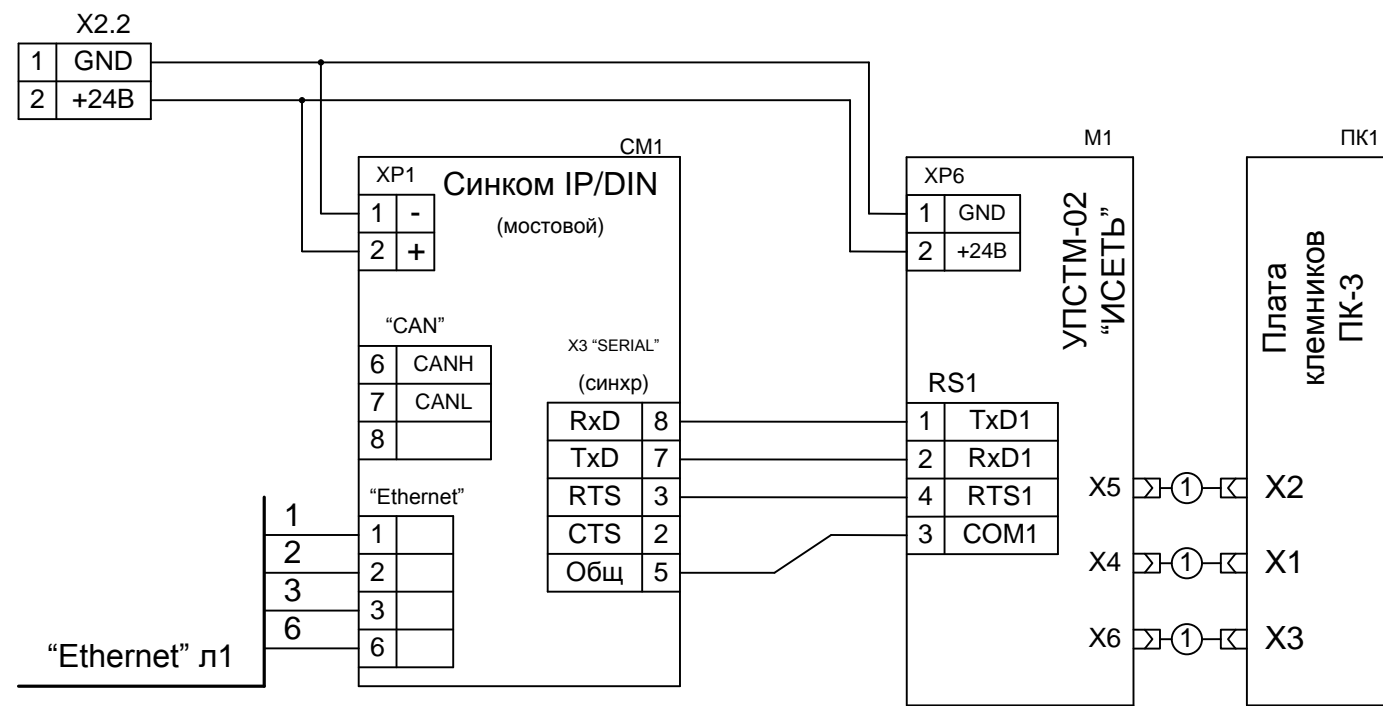 X2.2
1 GND
2 +24В
СМ1
XP1
Синком IP/DIN
(мостовой)
1 -
2 +
“CAN”
6 CANH
7 CANL
8
X3 “SERIAL”
(синхр)
RxD 8
TxD 7
RTS 3
CTS 2
Общ 5
“Ethernet”
1 1
2 2
3 3
6 6
“Ethernet” л1
М1
XP6
1 GND
2 +24В
УПСТМ-02
“ИСЕТЬ”
RS1
1 TxD1
2 RxD1
4 RTS1
3 COM1
X5 1 X2
X4 1 X1
X6 1 X3
ПК1
Плата
клемников
ПК-3